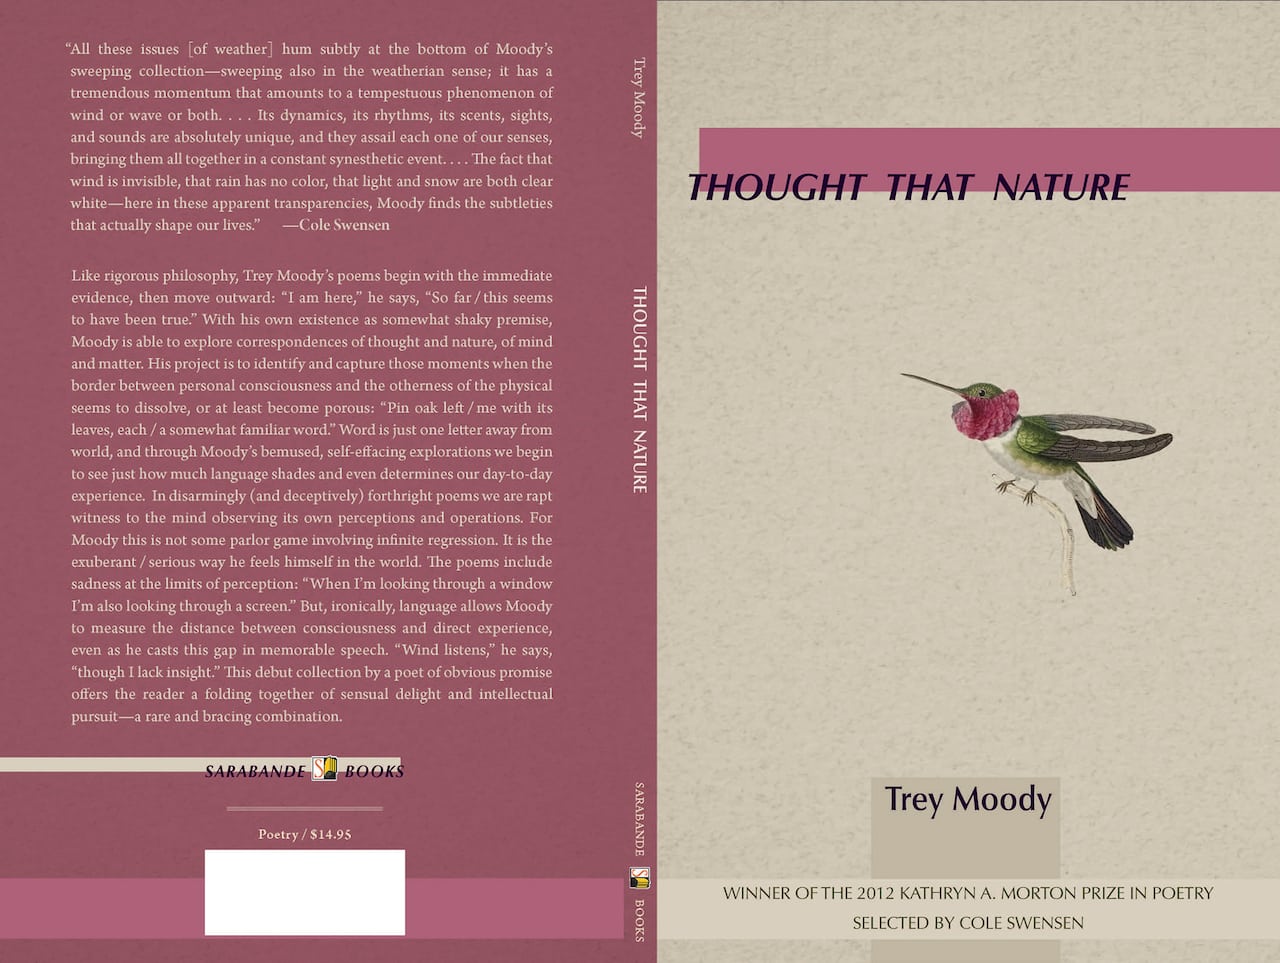 “All these issues [of weather] hum subtly at the bottom of Moody’s
sweeping collection—sweeping also in the weatherian sense; it has a
tremendous momentum that amounts to a tempestuous phenomenon of
wind or wave or both. . . . Its dynamics, its rhythms, its scents, sights,
and sounds are absolutely unique, and they assail each one of our senses,
bringing them all together in a constant synesthetic event. . . . The fact that
wind is invisible, that rain has no color, that light and snow are both clear
white—here in these apparent transparencies, Moody finds the subtleties
that actually shape our lives.” —Cole Swensen
Like rigorous philosophy, Trey Moody’s poems begin with the immediate
evidence, then move outward: “I am here,” he says, “So far / this seems
to have been true.” With his own existence as somewhat shaky premise,
Moody is able to explore correspondences of thought and nature, of mind
and matter. His project is to identify and capture those moments when the
border between personal consciousness and the otherness of the physical
seems to dissolve, or at least become porous: “Pin oak left / me with its
leaves, each / a somewhat familiar word.” Word is just one letter away from
world, and through Moody’s bemused, self-effacing explorations we begin
to see just how much language shades and even determines our day-to-day
experience. In disarmingly (and deceptively) forthright poems we are rapt
witness to the mind observing its own perceptions and operations. For
Moody this is not some parlor game involving infinite regression. It is the
exuberant / serious way he feels himself in the world. The poems include
sadness at the limits of perception: “When I’m looking through a window
I’m also looking through a screen.” But, ironically, language allows Moody
to measure the distance between consciousness and direct experience,
even as he casts this gap in memorable speech. “Wind listens,” he says,
“though I lack insight.” This debut collection by a poet of obvious promise
offers the reader a folding together of sensual delight and intellectual
pursuit—a rare and bracing combination.
SARABANDE S BOOKS
Poetry / $14.95
Trey Moody
THOUGHT THAT NATURE
SARABANDE S BOOKS
THOUGHT THAT NATURE
Trey Moody
WINNER OF THE 2012 KATHRYN A. MORTON PRIZE IN POETRY
SELECTED BY COLE SWENSEN